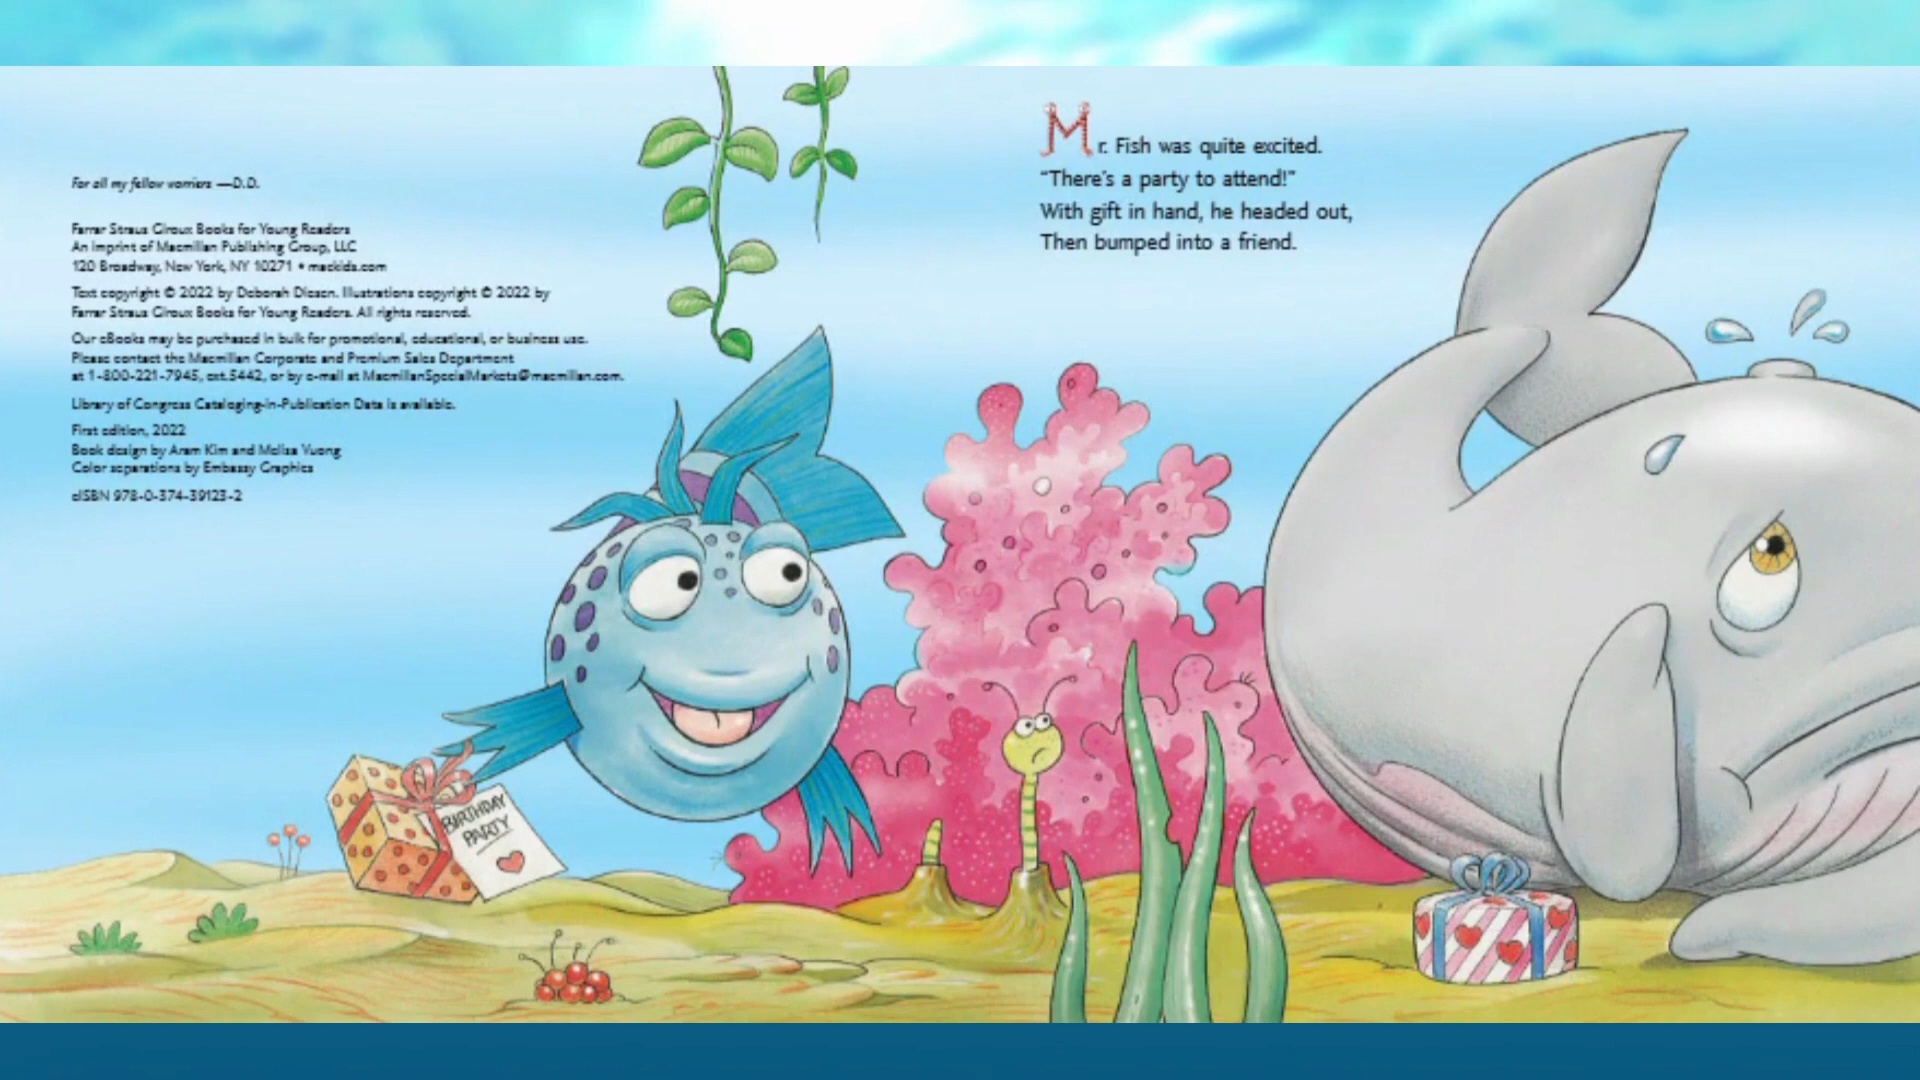 For all my fellow worriers —D.D.
Farrar Straus Giroux Books for Young Readers
An imprint of Macmillan Publishing Group, LLC
120 Broadway, New York, NY 10271 • mackids.com
Text copyright © 2022 by Deborah Diesen. Illustrations copyright © 2022 by
Farrar Straus Giroux Books for Young Readers. All rights reserved.
Our eBooks may be purchased in bulk for promotional, educational, or business use.
Please contact the Macmillan Corporate and Premium Sales Department
at 1-800-221-7945, ext.5442, or by e-mail at MacmillanSpecialMarkets@macmillan.com.
Library of Congress Cataloging-in-Publication Data is available.
First edition, 2022
Book design by Aram Kim and Melisa Vuong
Color separations by Embassy Graphics
eISBN 978-0-374-39123-2
Mr. Fish was quite excited.
“There's a party to attend!”
With gift in hand, he headed out,
Then bumped into a friend.
BIRTHDAY
PARTY